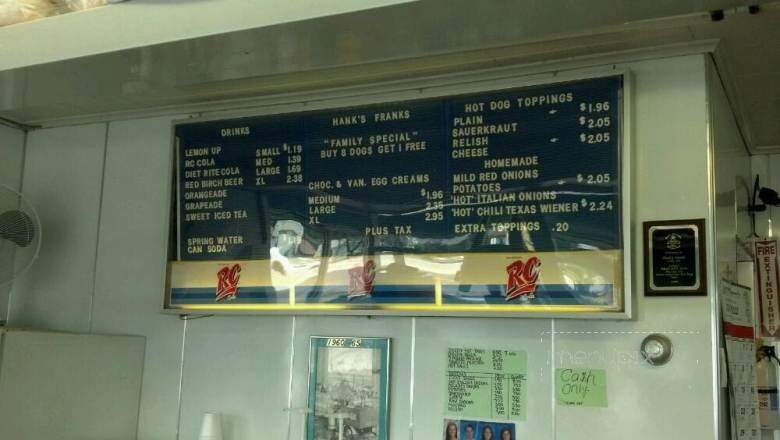 DRINKS
LEMON UP SMALL $1.19
RC COLA MED 1.39
DIET RITE COLA LARGE 1.69
RED BIRCH BEER XL 2.38
ORANGEADE
GRAPEADE
SWEET ICED TEA
SPRING WATER
CAN SODA
HANK'S FRANKS
"FAMILY SPECIAL"
BUY 8 DOGS GET 1 FREE
CHOC. & VAN. EGG CREAMS
MEDIUM $1.96
LARGE 2.35
XL 2.95
PLUS TAX
HOT DOG TOPPINGS
PLAIN $1.96
SAUERKRAUT $2.05
RELISH $2.05
CHEESE
HOMEMADE
MILD RED ONIONS
POTATOES $2.05
'HOT' ITALIAN ONIONS
'HOT' CHILI TEXAS WIENER $2.24
EXTRA TOPPINGS .20
RC
RC
RC
FIRE
EXTINGUISHER
1960'S
Cash
Only